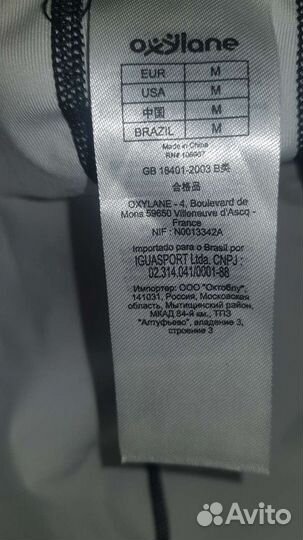 OXYLANE
EUR M
USA M
中国 M
BRAZIL M
Made in China
RN# 106967
GB 18401-2003 B类
合格品
OXYLANE - 4, Boulevard de
Mons 59650 Villeneuve d'Ascq -
France
NIF : N0013342A
Importado para o Brasil por
IGUASPORT Ltda. CNPJ :
02.314.041/0001-88
Импортер: ООО "Октоблу",
141031, Россия, Московская
область, Мытищинский район,
МКАД 84-й км., ТПЗ
"Алтуфьево", владение 3,
строение 3
Avito